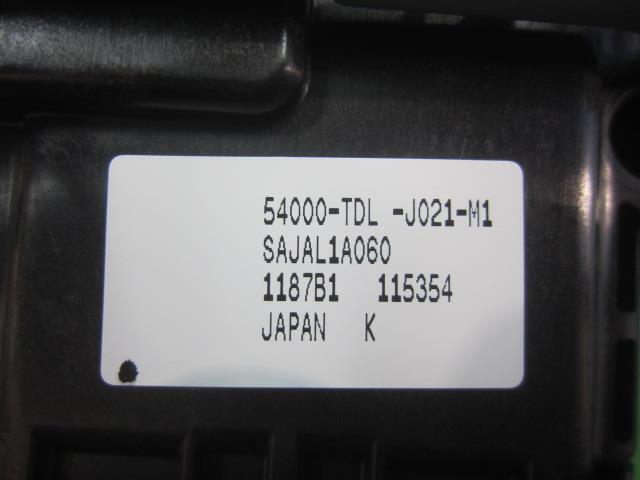 54000-TDL -J021-M1
SAJAL1A060
1187B1 115354
JAPAN K